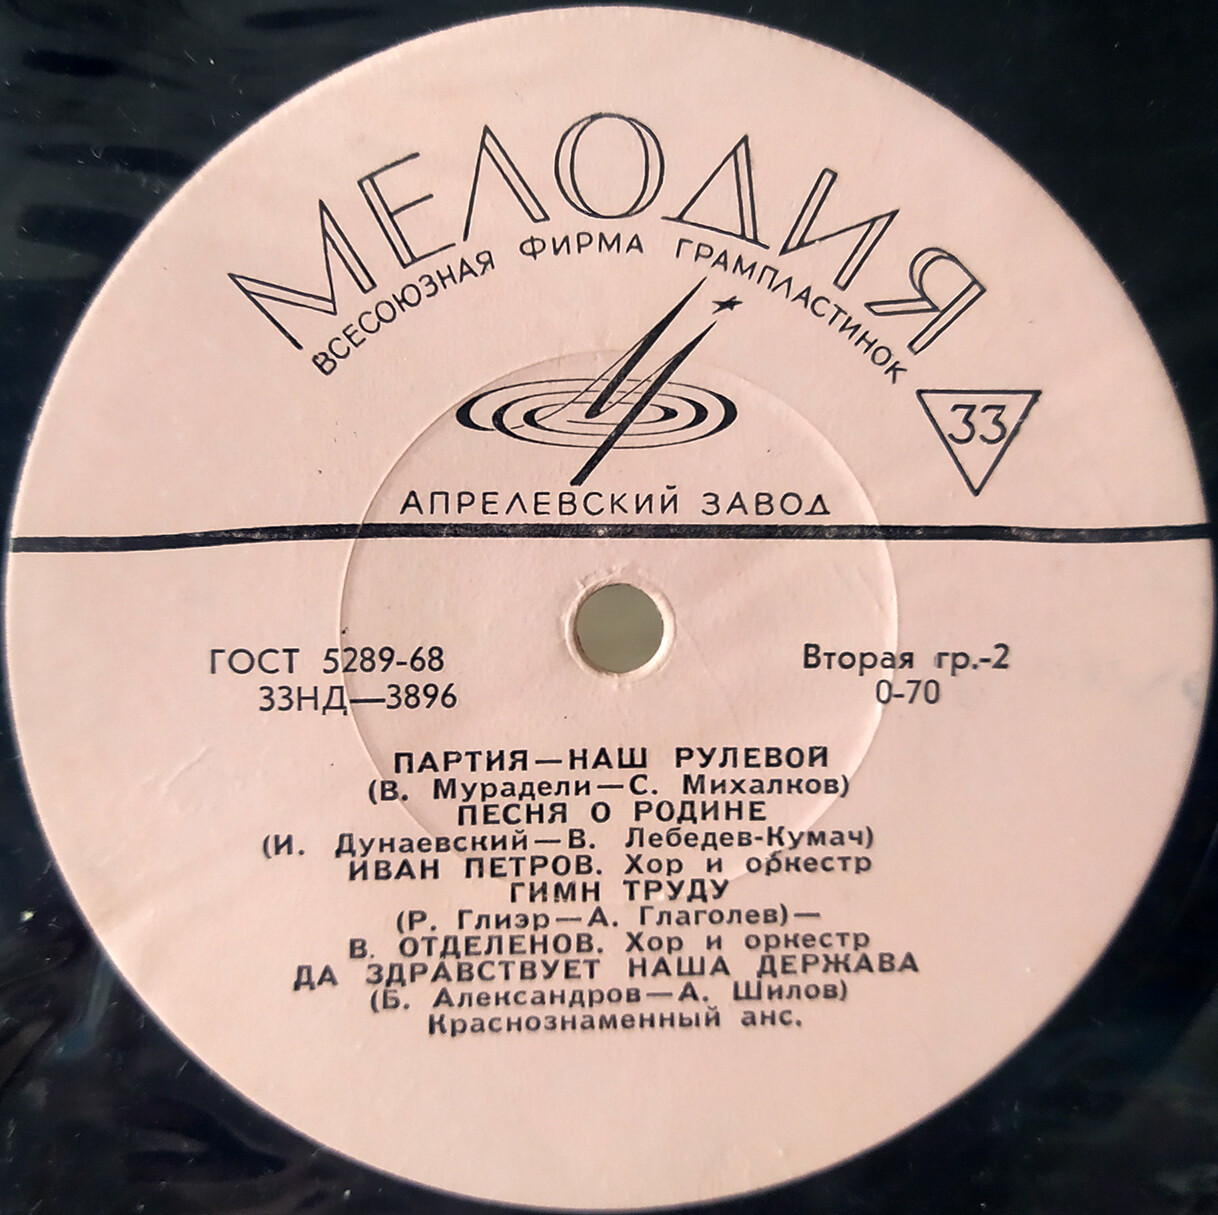 МЕЛОДИЯ
ВСЕСОЮЗНАЯ ФИРМА ГРАМПЛАСТИНОК
33
АПРЕЛЕВСКИЙ ЗАВОД
ГОСТ 5289-68
33НД—3896
Вторая гр.-2
0-70
ПАРТИЯ—НАШ РУЛЕВОЙ
(В. Мурадели—С. Михалков)
ПЕСНЯ О РОДИНЕ
(И. Дунаевский—В. Лебедев-Кумач)
ИВАН ПЕТРОВ. Хор и оркестр
ГИМН ТРУДУ
(Р. Глиэр—А. Глаголев)—
В. ОТДЕЛЕНОВ. Хор и оркестр
ДА ЗДРАВСТВУЕТ НАША ДЕРЖАВА
(Б. Александров—А. Шилов)
Краснознаменный анс.